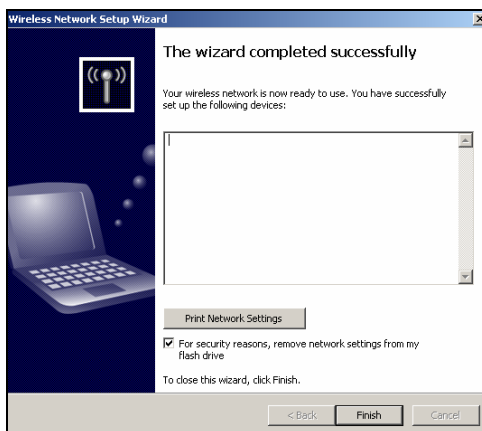 Wireless Network Setup Wizard
The wizard completed successfully
Your wireless network is now ready to use. You have successfully
set up the following devices:
Print Network Settings
For security reasons, remove network settings from my
flash drive
To close this wizard, click Finish.
< Back Finish Cancel